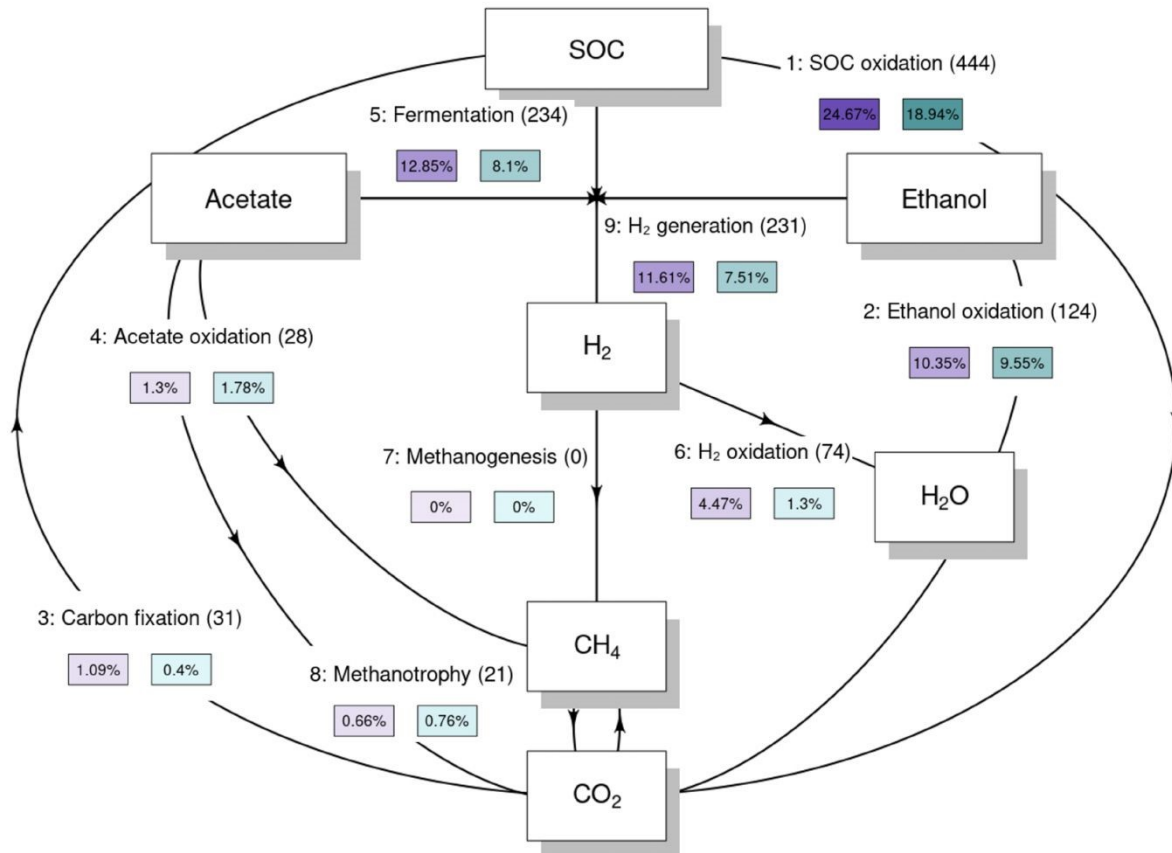 SOC
1: SOC oxidation (444)
24.67% 18.94%
5: Fermentation (234)
12.85% 8.1%
Acetate
Ethanol
9: H₂ generation (231)
11.61% 7.51%
H₂
2: Ethanol oxidation (124)
10.35% 9.55%
4: Acetate oxidation (28)
1.3% 1.78%
7: Methanogenesis (0)
0% 0%
6: H₂ oxidation (74)
4.47% 1.3%
H₂O
3: Carbon fixation (31)
1.09% 0.4%
CH₄
8: Methanotrophy (21)
0.66% 0.76%
CO₂